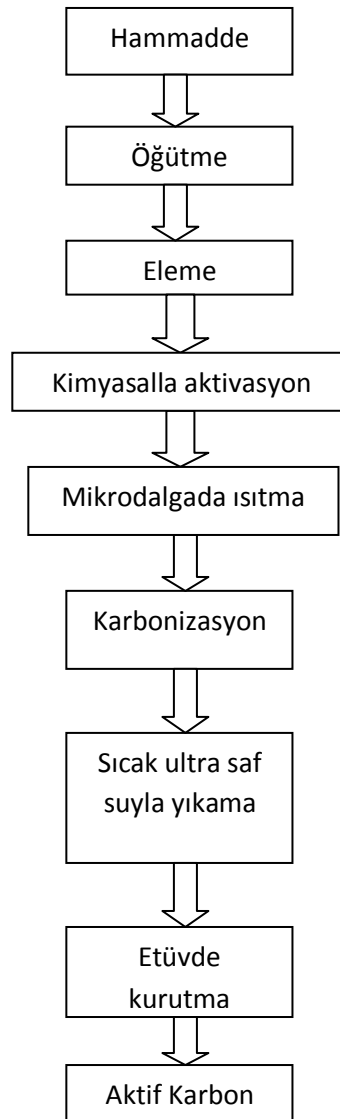 Hammadde
Öğütme
Eleme
Kimyasalla aktivasyon
Mikrodalgada ısıtma
Karbonizasyon
Sıcak ultra saf
suyla yıkama
Etüvde
kurutma
Aktif Karbon